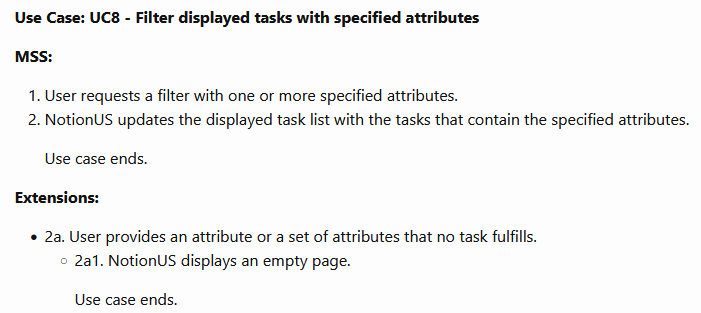 Use Case: UC8 - Filter displayed tasks with specified attributes
MSS:
1. User requests a filter with one or more specified attributes.
2. NotionUS updates the displayed task list with the tasks that contain the specified attributes.
Use case ends.
Extensions:
• 2a. User provides an attribute or a set of attributes that no task fulfills.
○ 2a1. NotionUS displays an empty page.
Use case ends.